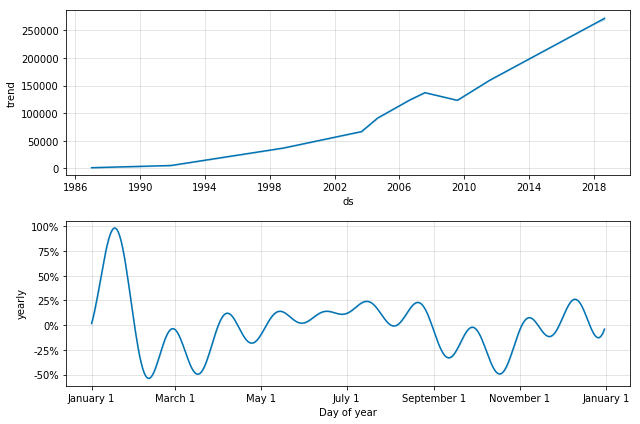 250000
200000
150000
100000
50000
0
trend
1986 1990 1994 1998 2002 2006 2010 2014 2018
ds
100%
75%
50%
25%
0%
-25%
-50%
yearly
January 1 March 1 May 1 July 1 September 1 November 1 January 1
Day of year